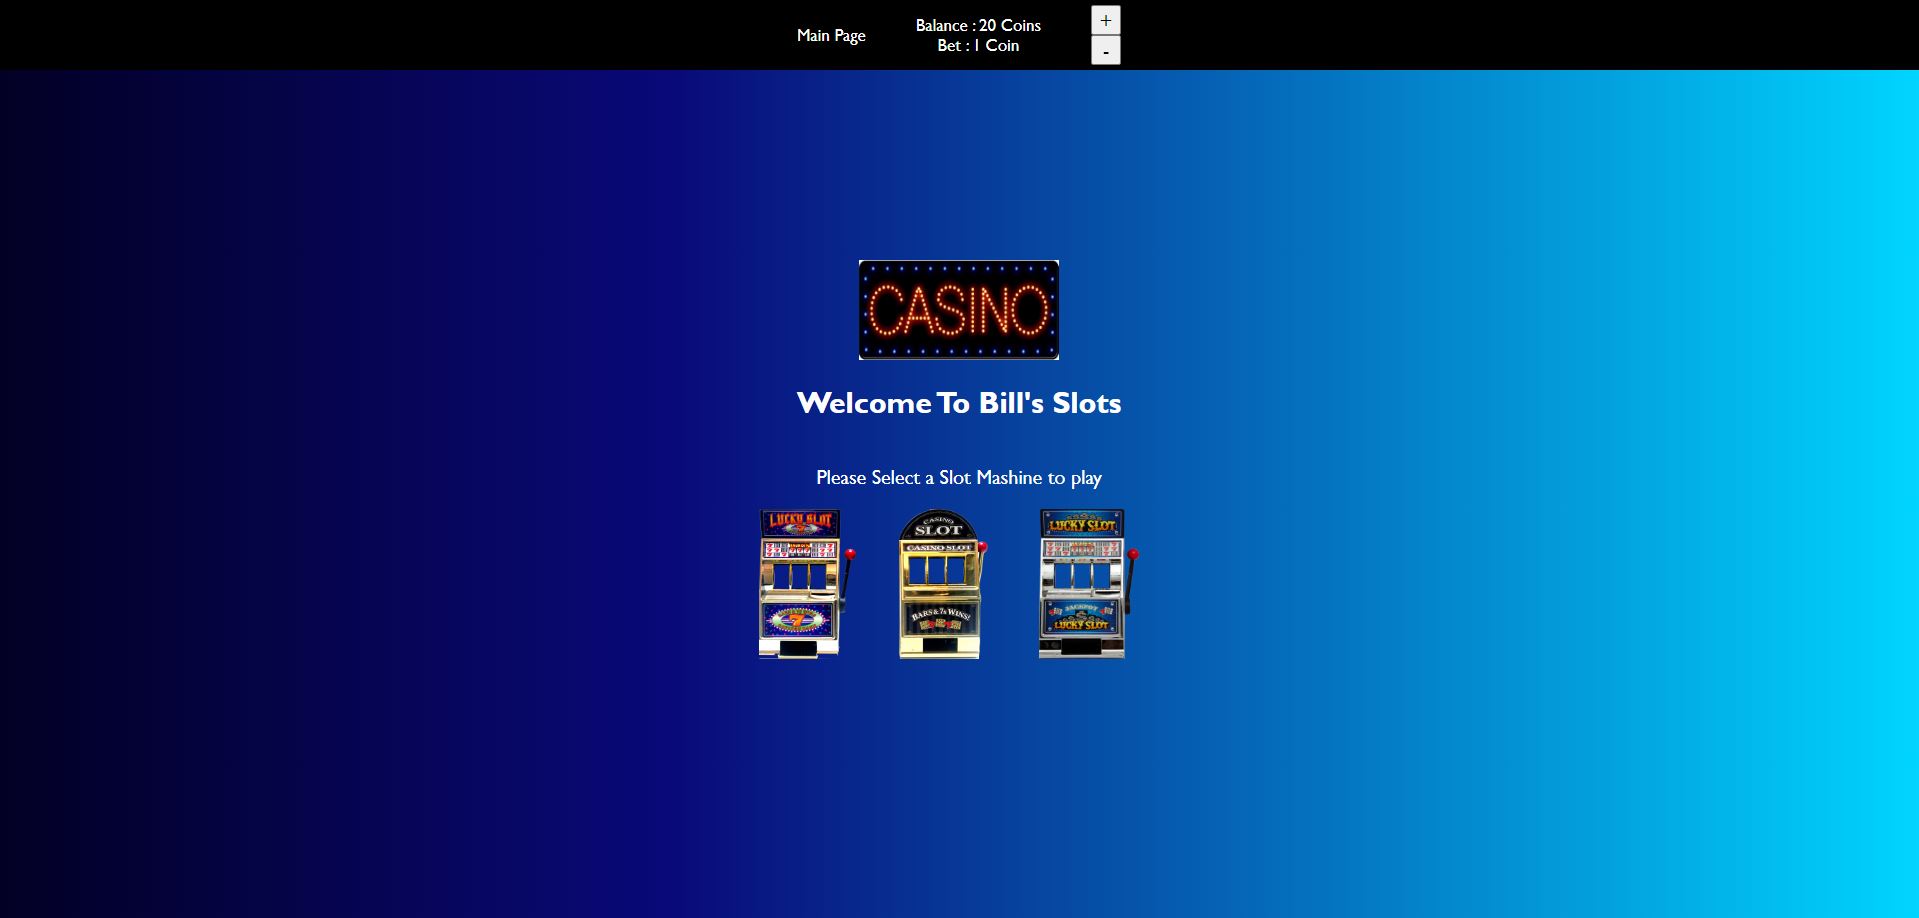 Main Page
Balance : 20 Coins
Bet : 1 Coin
+
-
CASINO
Welcome To Bill's Slots
Please Select a Slot Mashine to play
LUCKY SLOT
7
CASINO
SLOT
CASINO SLOT
BARS & 7s WINS!
LUCKY SLOT
JACKPOT
LUCKY SLOT